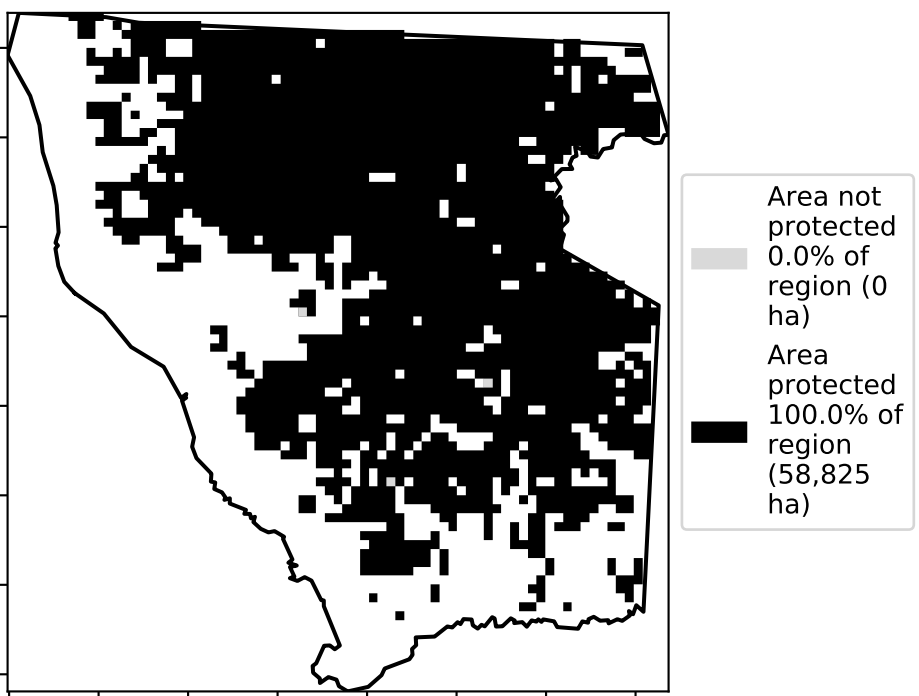 Area not
protected
0.0% of
region (0
ha)
Area
protected
100.0% of
region
(58,825
ha)